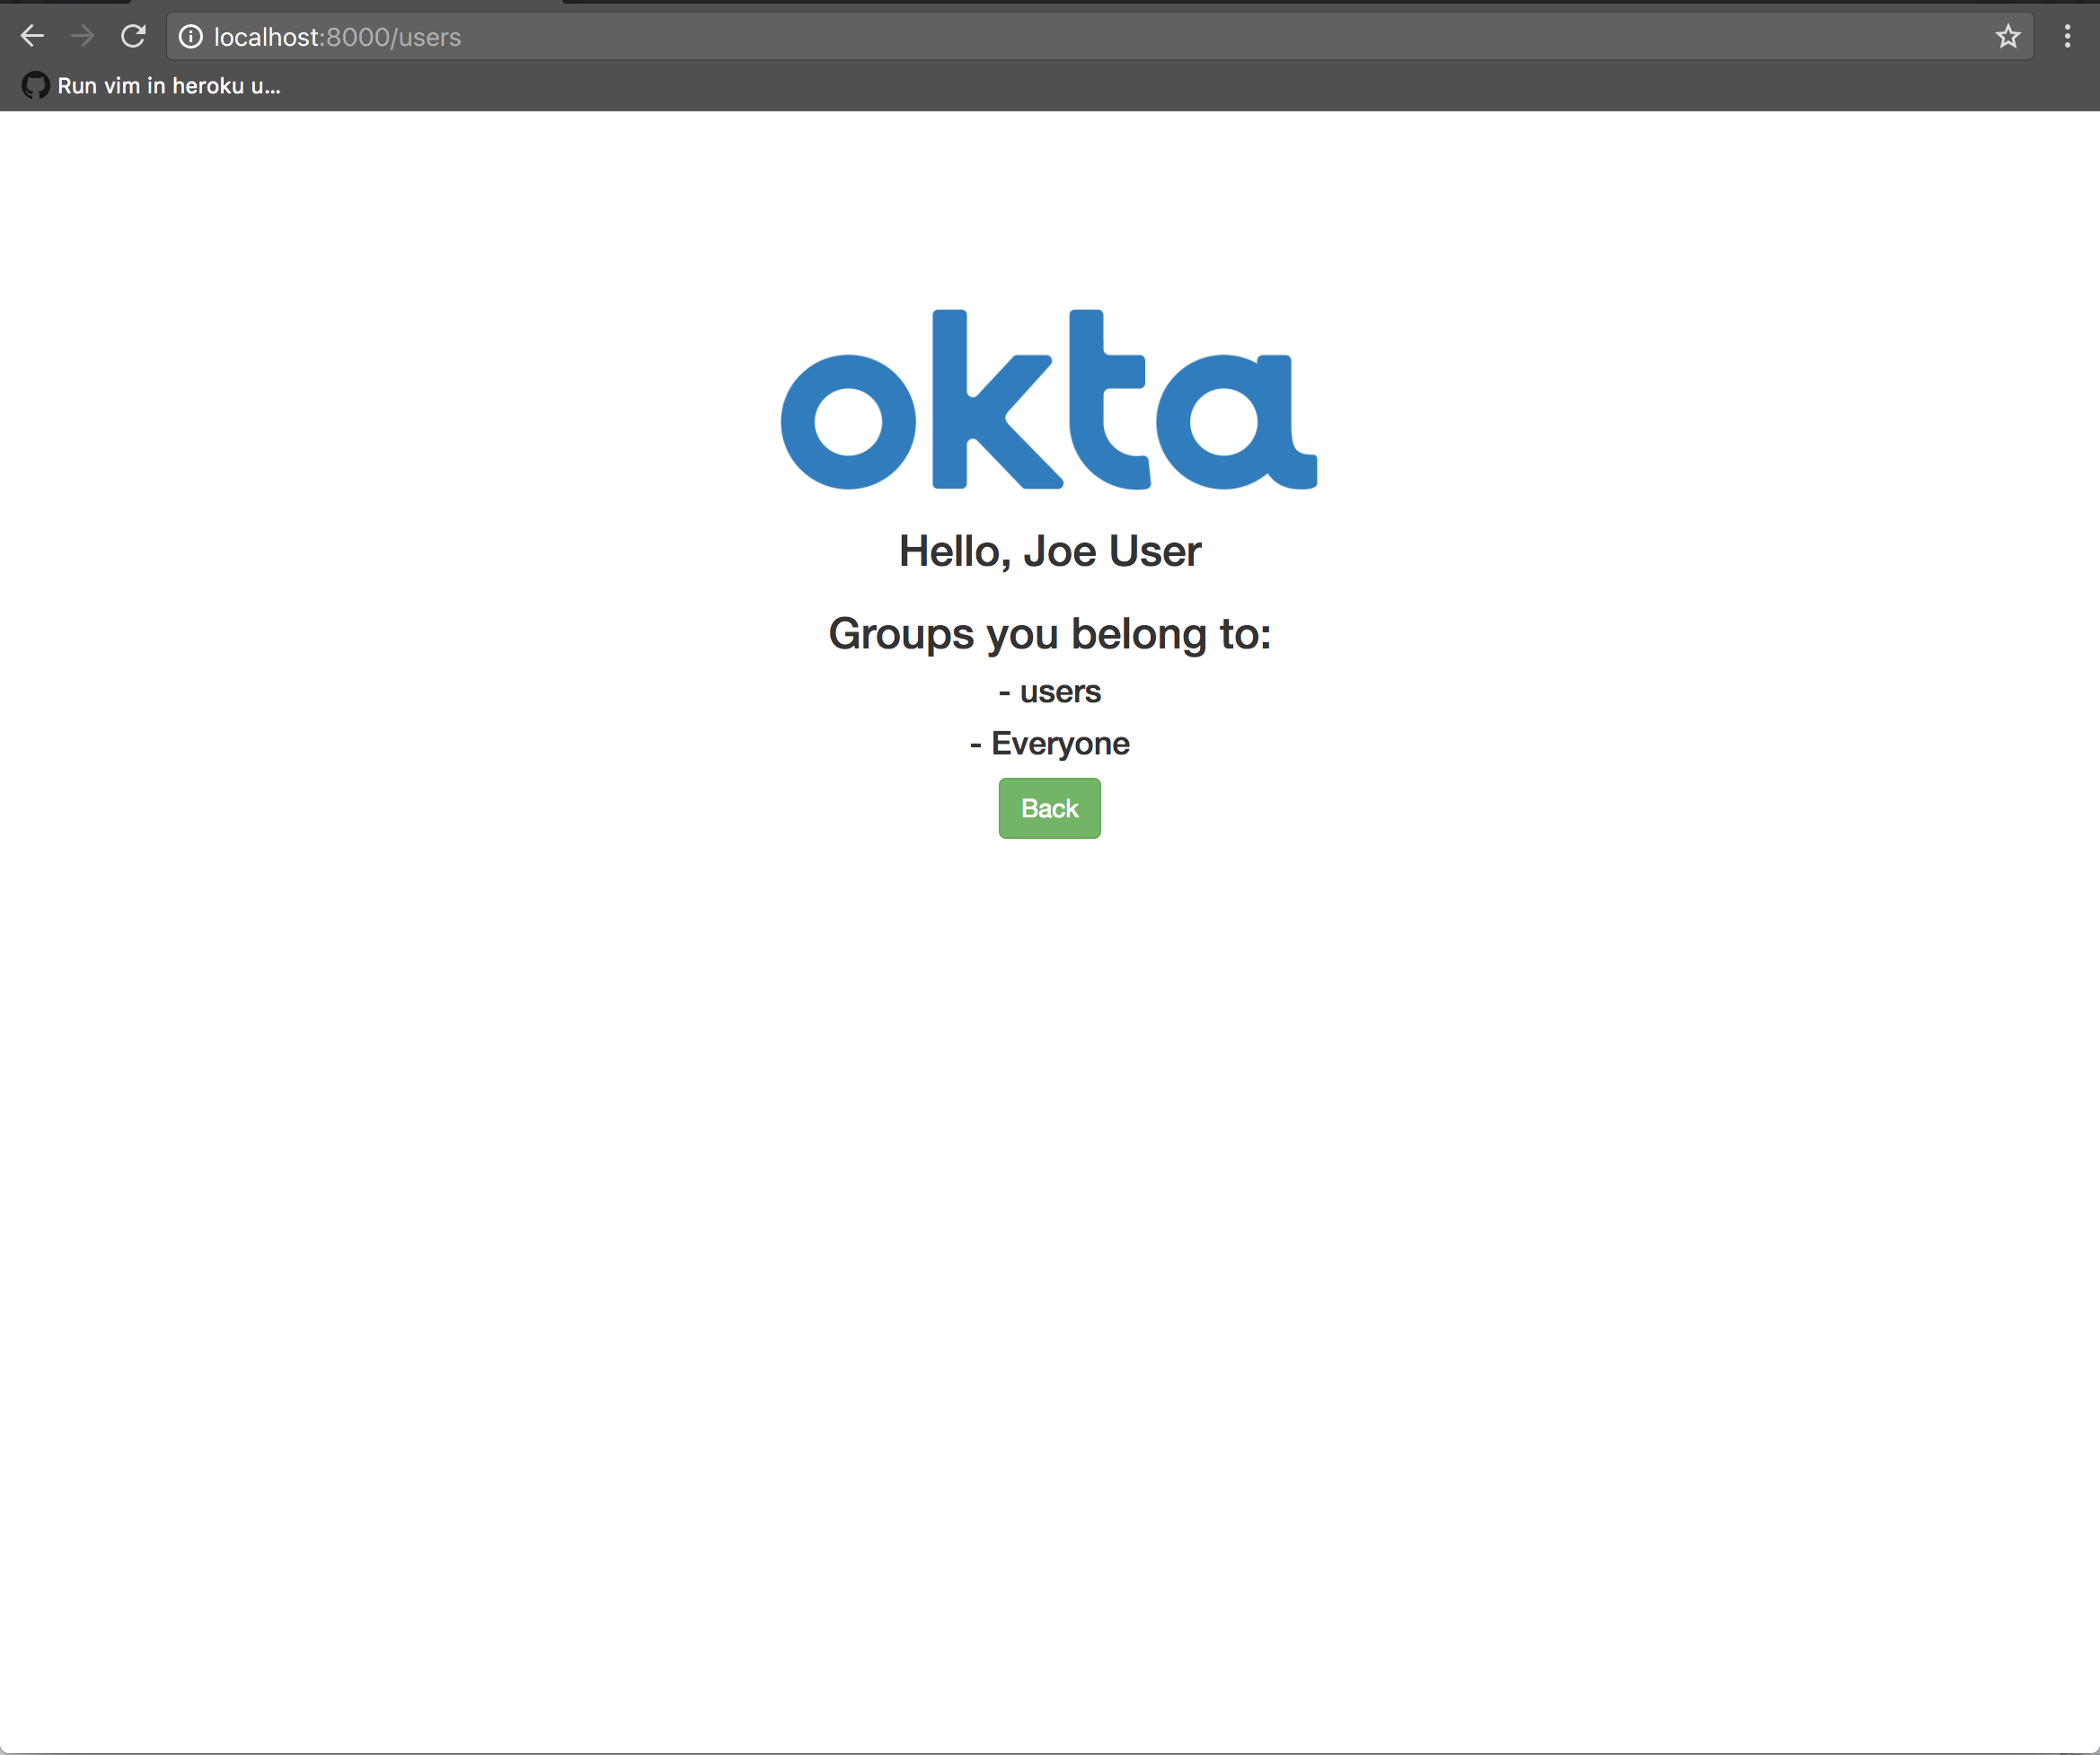 localhost:8000/users
Run vim in heroku u...
okta
Hello, Joe User
Groups you belong to:
- users
- Everyone
Back